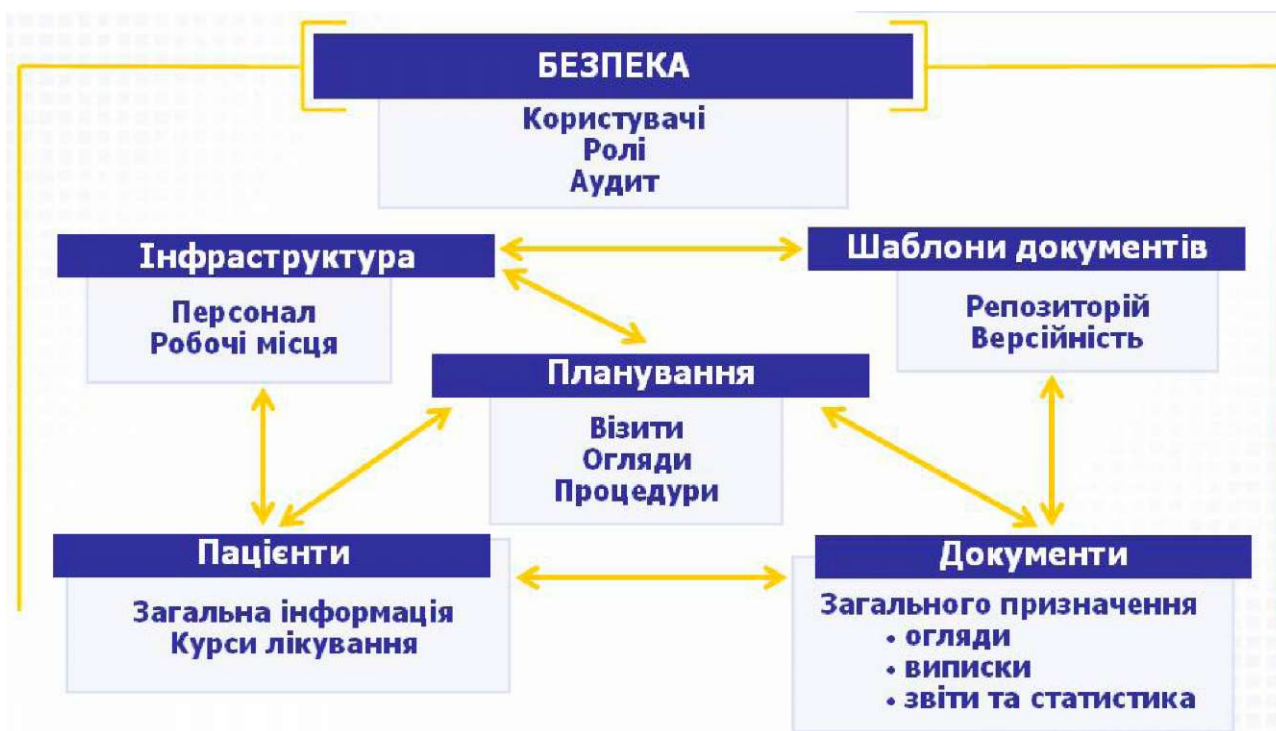 БЕЗПЕКА
Користувачі
Ролі
Аудит
Інфраструктура
Персонал
Робочі місця
Шаблони документів
Репозиторій
Версійність
Планування
Візити
Огляди
Процедури
Пацієнти
Загальна інформація
Курси лікування
Документи
Загального призначення
• огляди
• виписки
• звіти та статистика